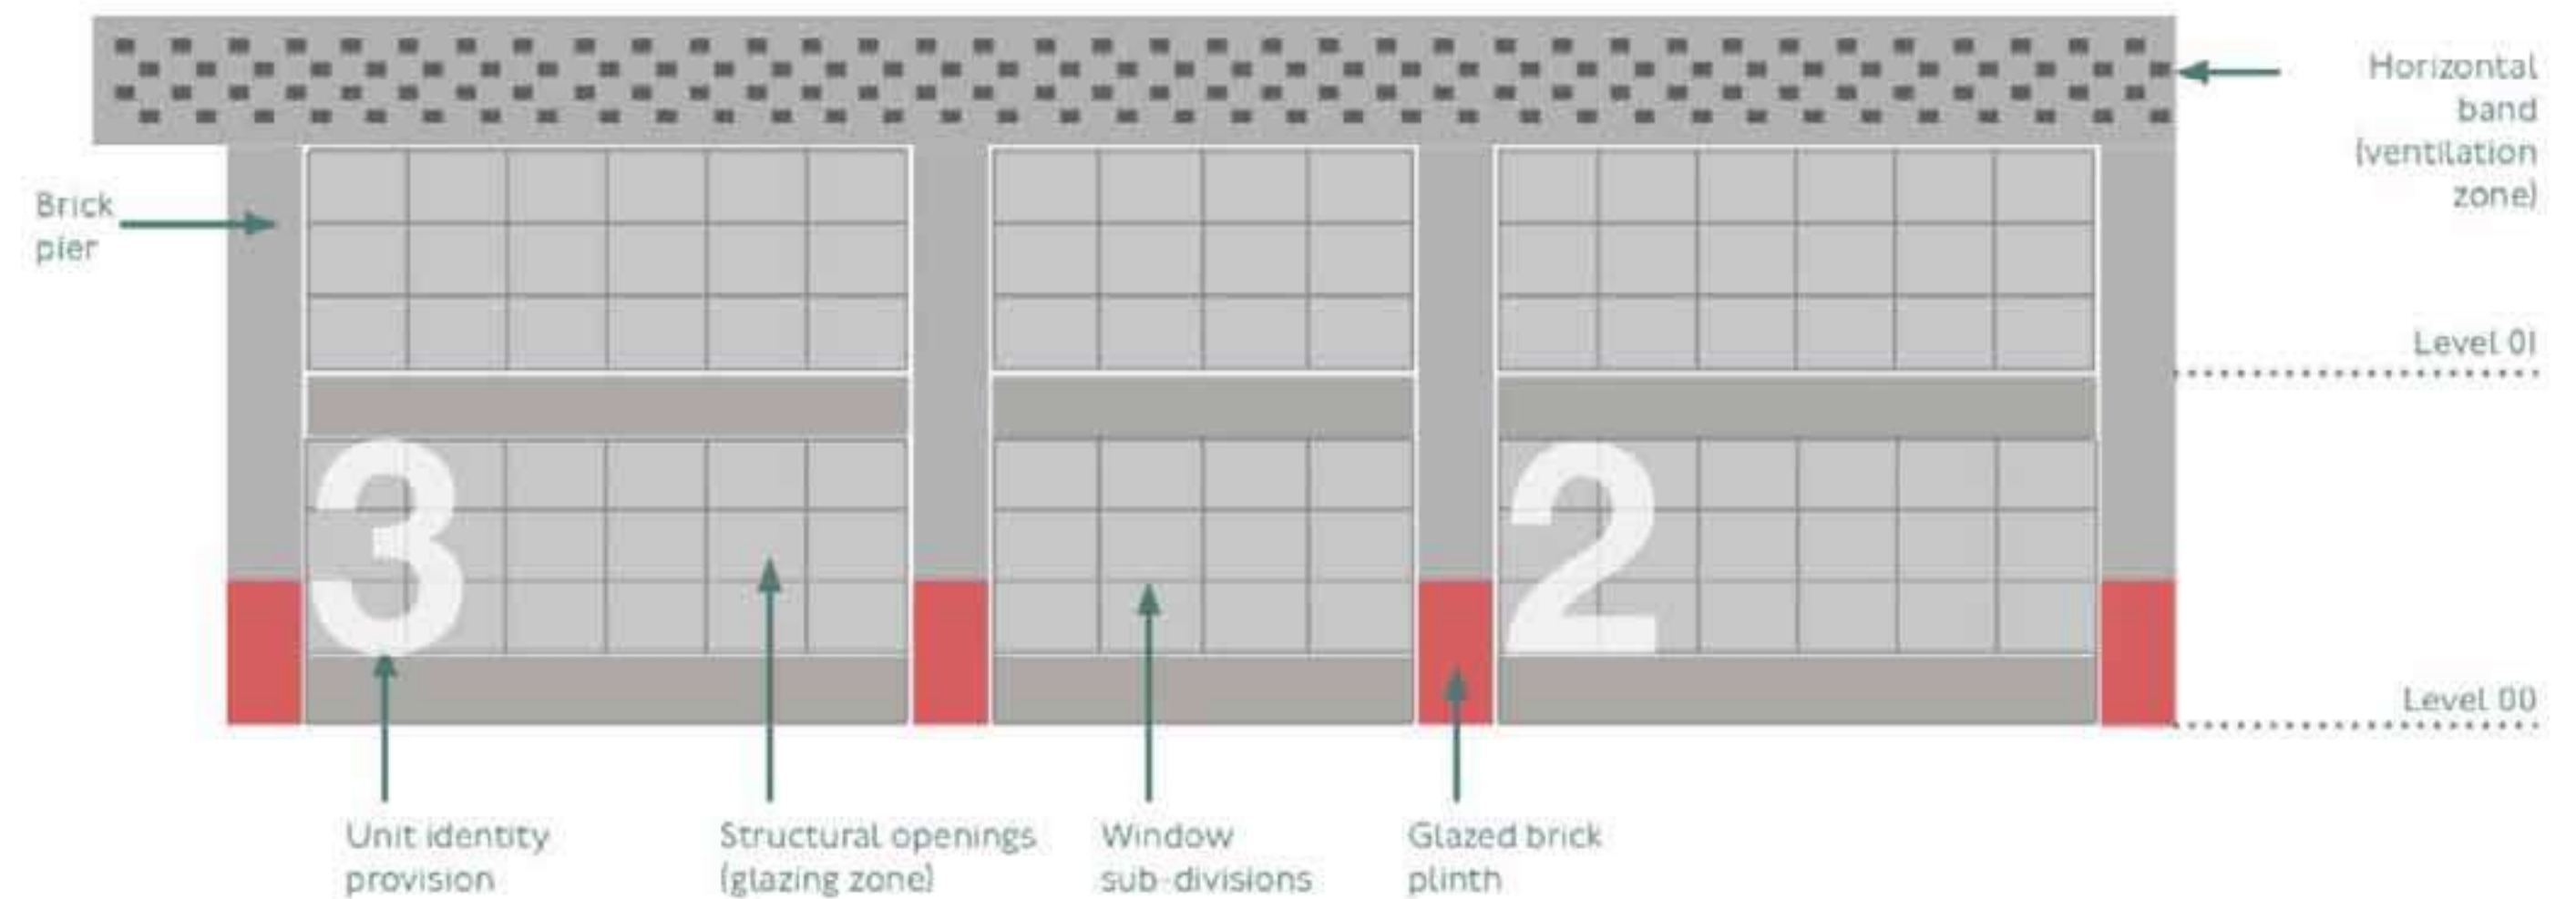 Horizontal
band
(ventilation
zone)
Brick
pier
Level 01
3
2
Level 00
Unit identity
provision
Structural openings
(glazing zone)
Window
sub-divisions
Glazed brick
plinth